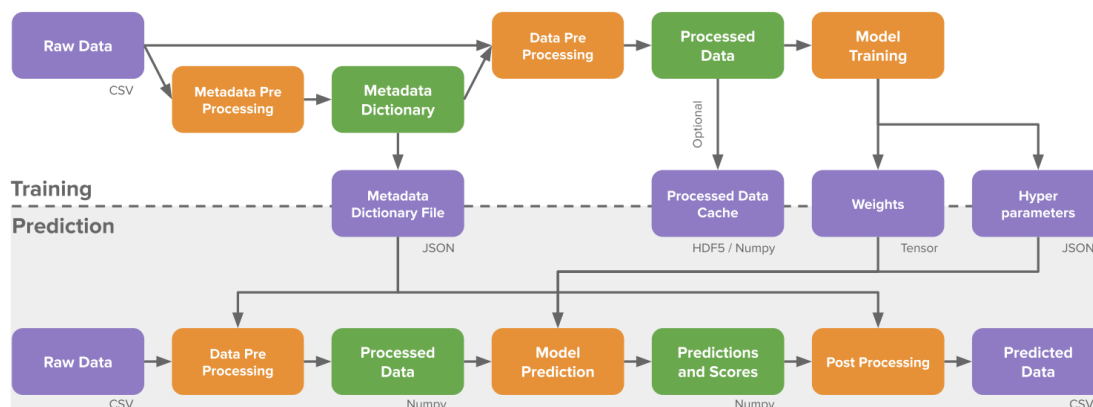 Raw Data
CSV
Metadata Pre
Processing
Metadata
Dictionary
Data Pre
Processing
Processed
Data
Model
Training
Optional
Training
Metadata
Dictionary File
JSON
Processed Data
Cache
HDF5 / Numpy
Weights
Tensor
Hyper
parameters
JSON
Prediction
Raw Data
CSV
Data Pre
Processing
Processed
Data
Numpy
Model
Prediction
Predictions
and Scores
Numpy
Post Processing
Predicted
Data
CSV